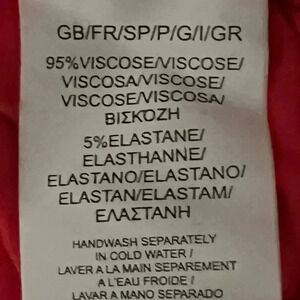 GB/FR/SP/P/G/I/GR
95%VISCOSE/VISCOSE/
VISCOSA/VISCOSE/
VISCOSE/VISCOSA/
ΒΙΣΚΌΖΗ
5%ELASTANE/
ELASTHANNE/
ELASTANO/ELASTANO/
ELASTAN/ELASTAM/
ΕΛΑΣΤΑΝΗ
HANDWASH SEPARATELY
IN COLD WATER /
LAVER A LA MAIN SEPAREMENT
A L'EAU FROIDE /
LAVAR A MANO SEPARADO